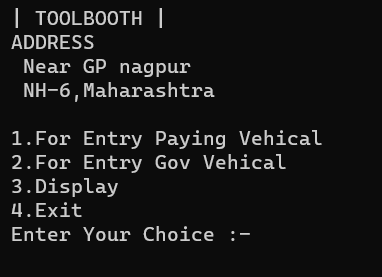 | TOOLBOOTH |
ADDRESS
Near GP nagpur
NH-6,Maharashtra
1.For Entry Paying Vehical
2.For Entry Gov Vehical
3.Display
4.Exit
Enter Your Choice :-